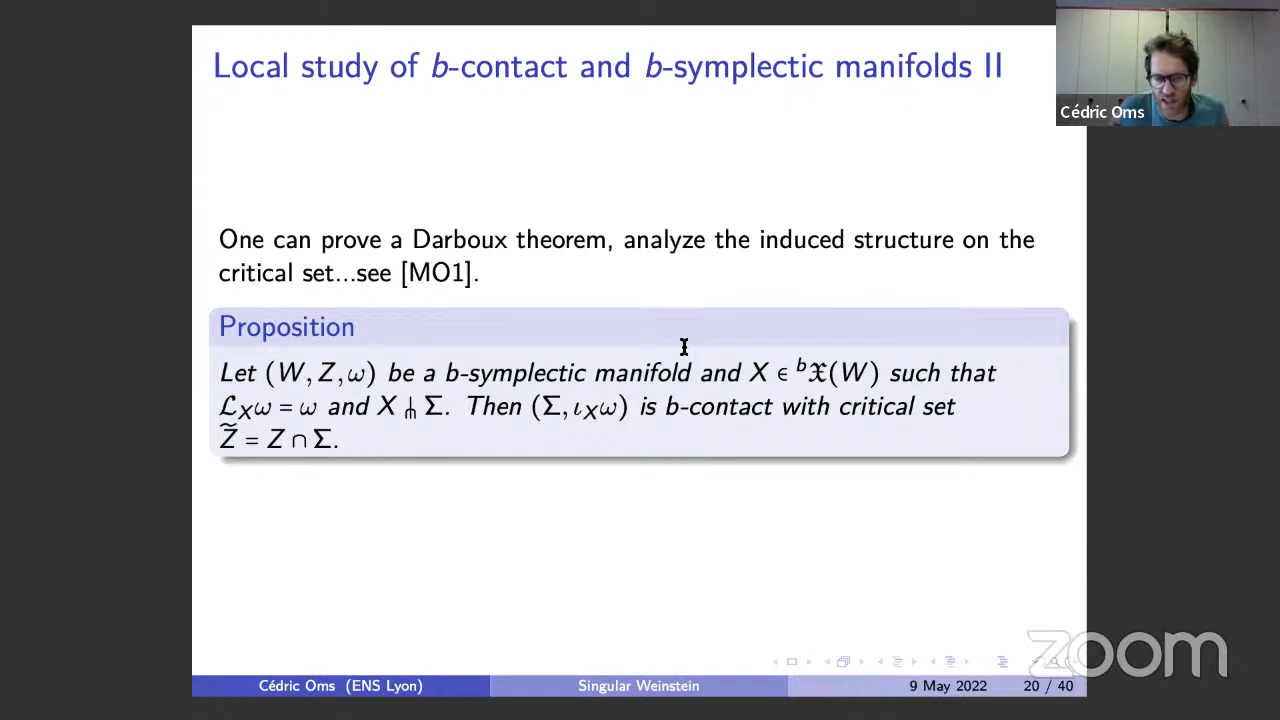 Local study of b-contact and b-symplectic manifolds II
Cédric Oms
One can prove a Darboux theorem, analyze the induced structure on the
critical set...see [MO1].
Proposition
Let (W, Z, ω) be a b-symplectic manifold and X ∈ ᵇ𝔛(W) such that
ℒ_Xω = ω and X ⋔ Σ. Then (Σ, ι_Xω) is b-contact with critical set
Z̃ = Z ∩ Σ.
zoom
Cédric Oms (ENS Lyon) Singular Weinstein 9 May 2022 20 / 40